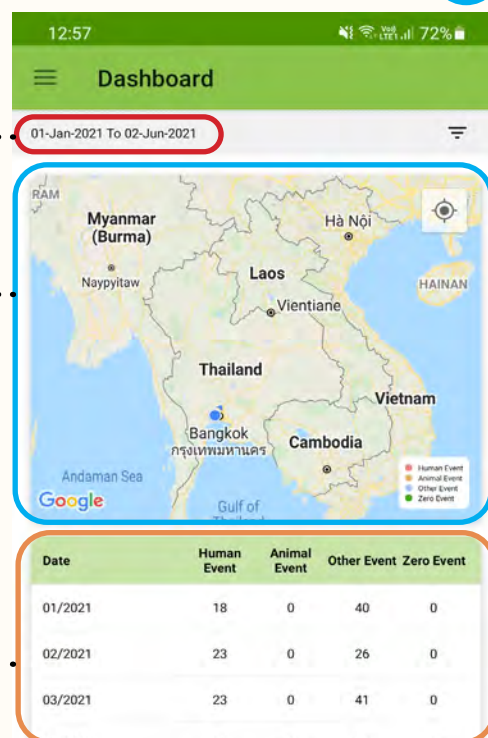 12:57
Vo))
LTE1
72%
Dashboard
01-Jan-2021 To 02-Jun-2021
RAM
Myanmar
(Burma)
Hà Nội
Naypyitaw
Laos
HAINAN
Vientiane
Thailand
Vietnam
Bangkok
กรุงเทพมหานคร
Cambodia
Andaman Sea
Google
Gulf of
Human Event
Animal Event
Other Event
Zero Event
Date Human Event Animal Event Other Event Zero Event
01/2021 18 0 40 0
02/2021 23 0 26 0
03/2021 23 0 41 0